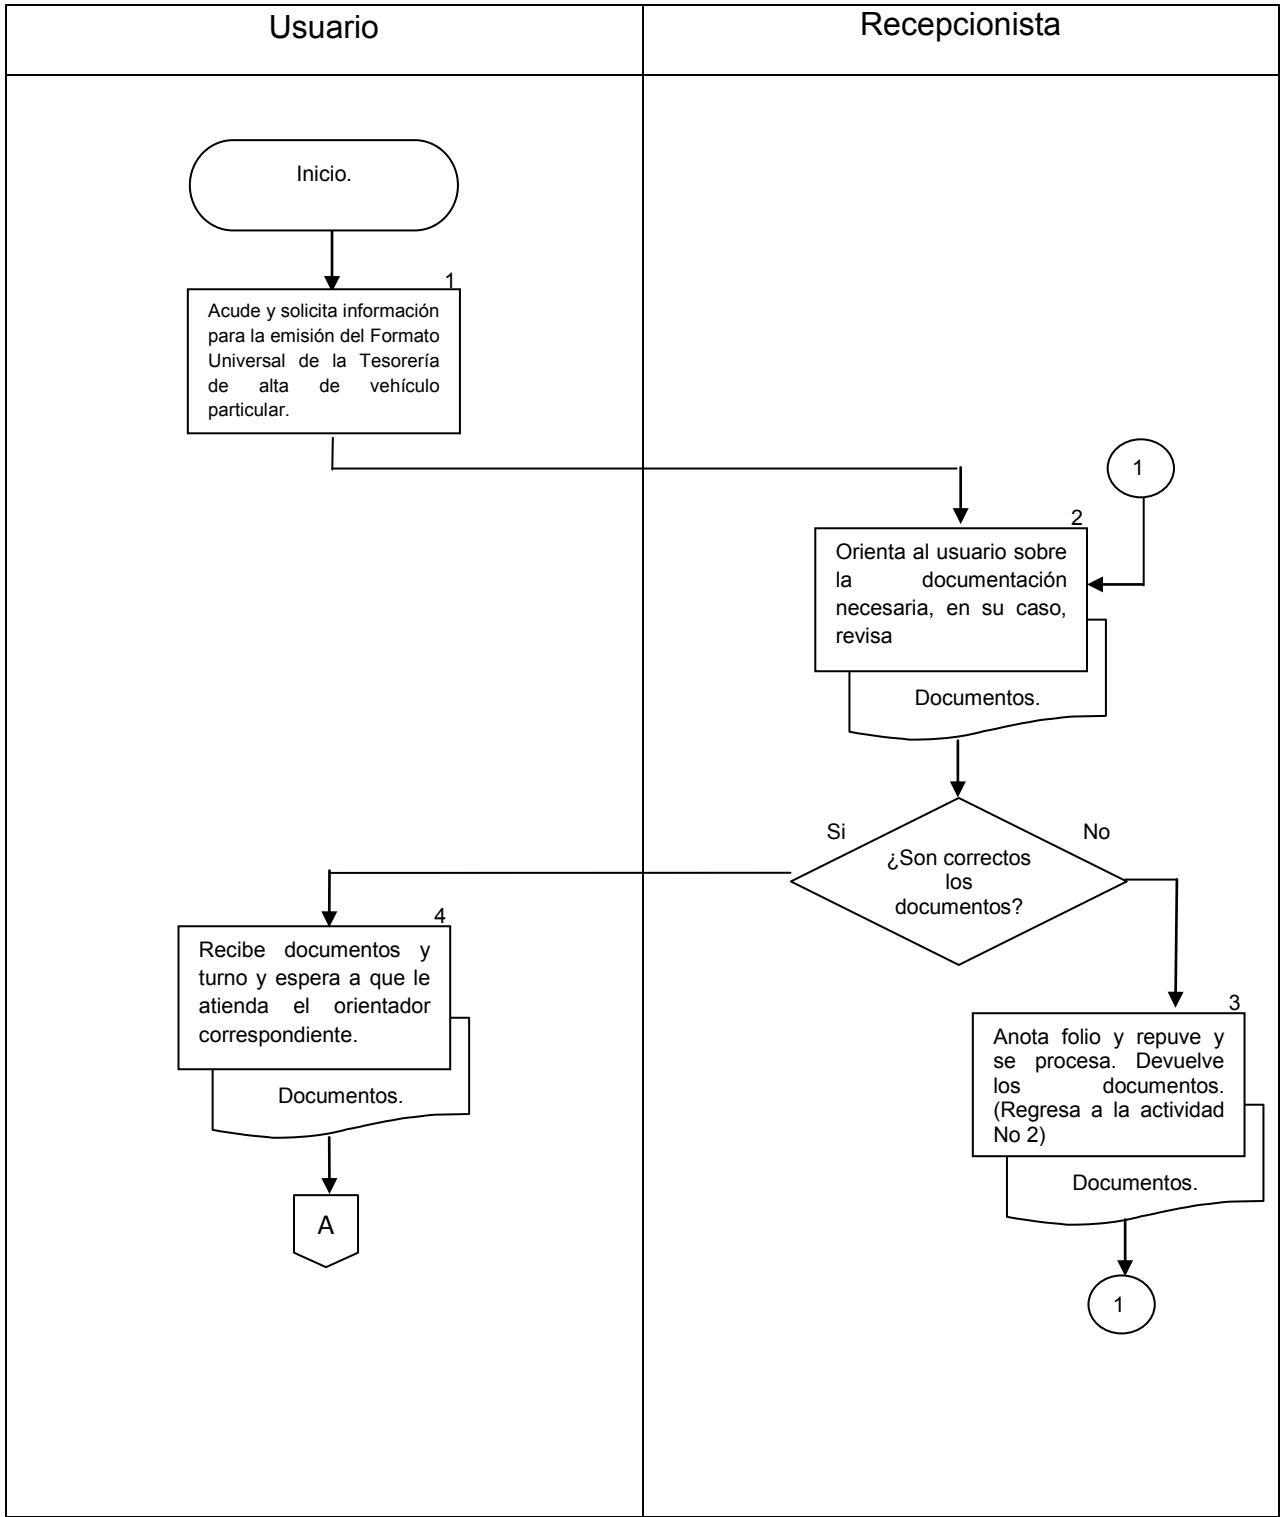 Usuario
Recepcionista
Inicio.
1
Acude y solicita información
para la emisión del Formato
Universal de la Tesorería
de alta de vehículo
particular.
1
2
Orienta al usuario sobre
la documentación
necesaria, en su caso,
revisa
Documentos.
Si
No
¿Son correctos
los
documentos?
4
Recibe documentos y
turno y espera a que le
atienda el orientador
correspondiente.
Documentos.
A
3
Anota folio y repuve y
se procesa. Devuelve
los documentos.
(Regresa a la actividad
No 2)
Documentos.
1